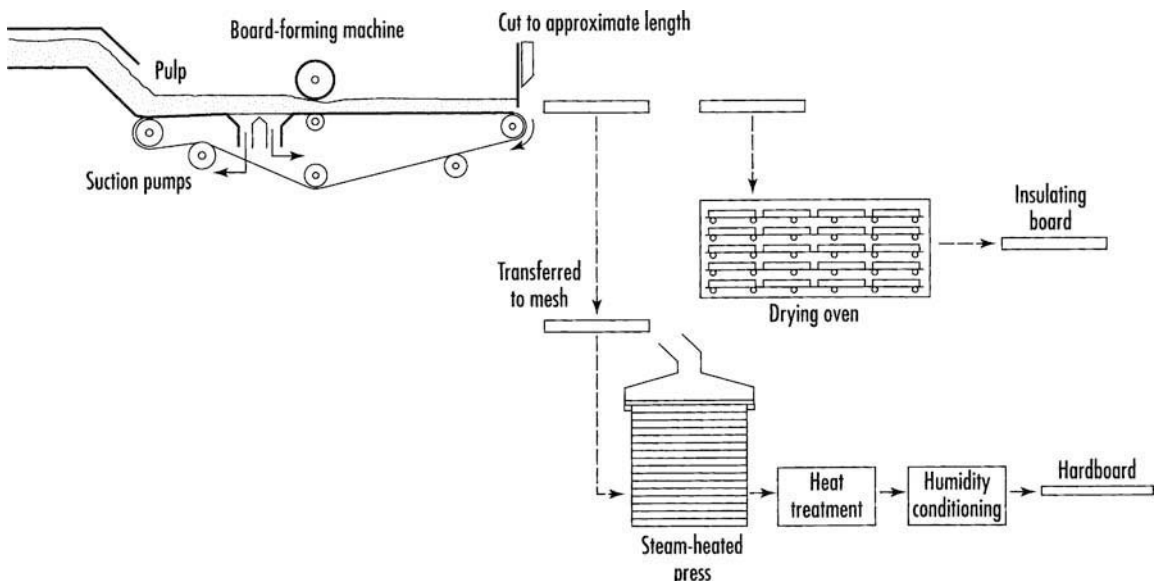 Board-forming machine
Cut to approximate length
Pulp
Suction pumps
Insulating
board
Transferred
to mesh
Drying oven
Heat
treatment
Humidity
conditioning
Hardboard
Steam-heated
press